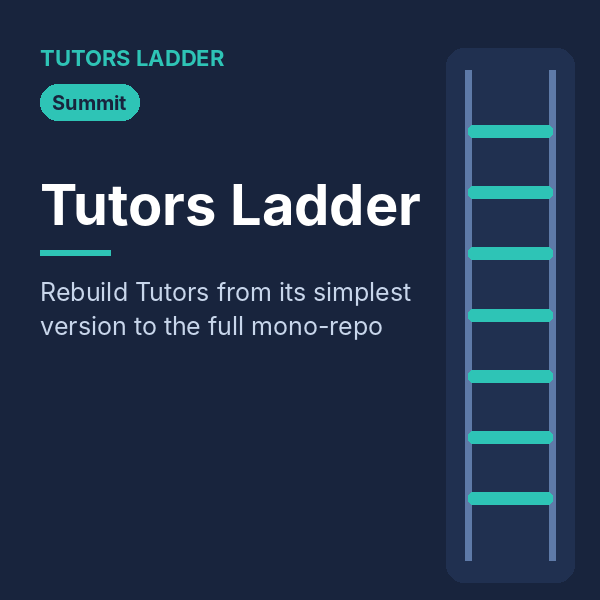 TUTORS LADDER
Summit
Tutors Ladder
Rebuild Tutors from its simplest
version to the full mono-repo